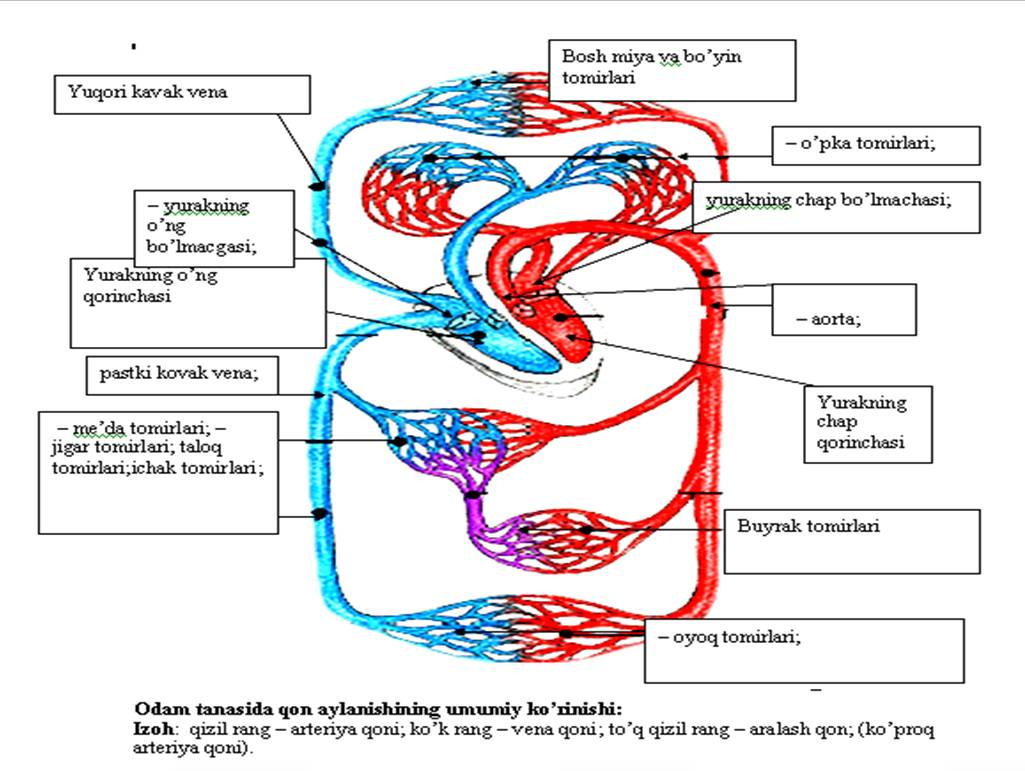 Bosh miya va bo’yin
tomirlari
Yuqori kavak vena
– o’pka tomirlari;
yurakning chap bo’lmachasi;
– yurakning
o’ng
bo’lmacgasi;
Yurakning o’ng
qorinchasi
– aorta;
pastki kovak vena;
Yurakning
chap
qorinchasi
– me’da tomirlari; –
jigar tomirlari; taloq
tomirlari;ichak tomirlari;
Buyrak tomirlari
– oyoq tomirlari;
–
Odam tanasida qon aylanishining umumiy ko’rinishi:
Izoh: qizil rang – arteriya qoni; ko’k rang – vena qoni; to’q qizil rang – aralash qon; (ko’proq
arteriya qoni).